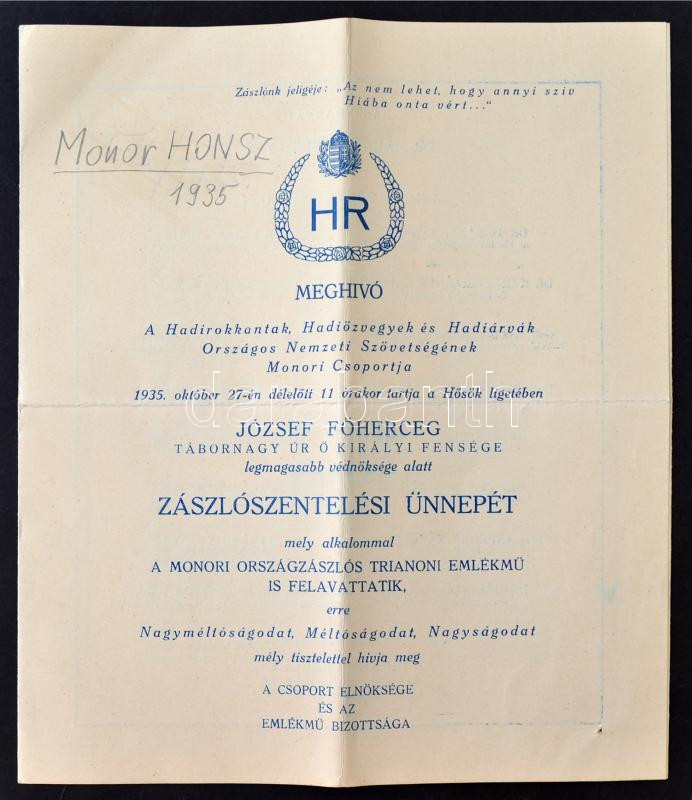 Zászlónk jeligéje: „Az nem lehet, hogy annyi sziv
Hiába onta vért..."
Monor HONSZ
1935
HR
MEGHIVÓ
A Hadirokkantak, Hadiözvegyek és Hadiárvák
Országos Nemzeti Szövetségének
Monori Csoportja
1935. október 27-én délelőtt 11 órakor tartja a Hősök ligetében
JÓZSEF FŐHERCEG
TÁBORNAGY ÚR Ő KIRÁLYI FENSÉGE
legmagasabb védnöksége alatt
ZÁSZLÓSZENTELÉSI ÜNNEPÉT
mely alkalommal
A MONORI ORSZÁGZÁSZLÓS TRIANONI EMLÉKMŰ
IS FELAVATTATIK,
erre
Nagyméltóságodat, Méltóságodat, Nagyságodat
mély tisztelettel hivja meg
A CSOPORT ELNÖKSÉGE
ÉS AZ
EMLÉKMŰ BIZOTTSÁGA
darabanth